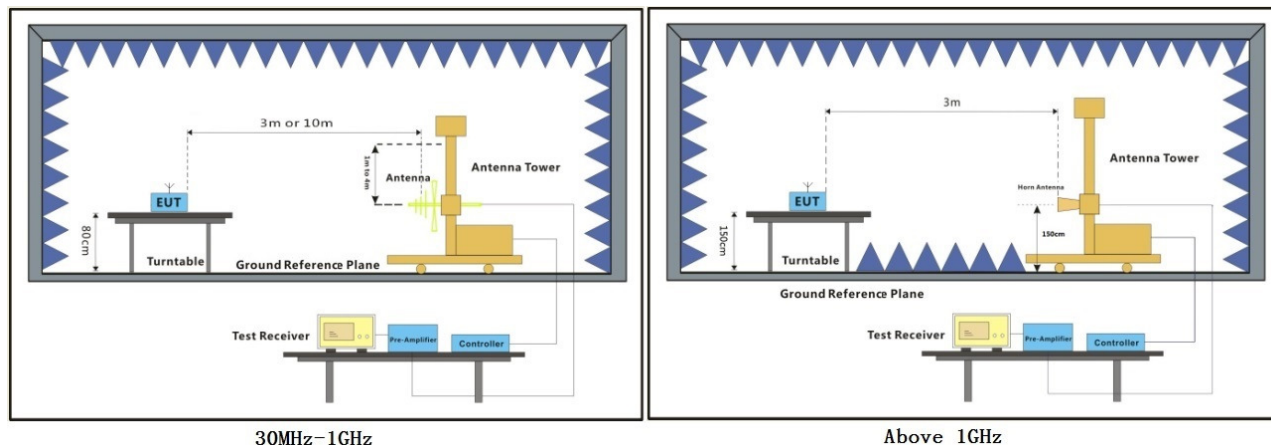 3m or 10m
1m to 4m
Antenna
Antenna Tower
EUT
80cm
Turntable
Ground Reference Plane
Test Receiver
Pre-Amplifier
Controller
30MHz-1GHz
3m
Antenna Tower
Horn Antenna
EUT
150cm
150cm
Turntable
Ground Reference Plane
Test Receiver
Pre-Amplifier
Controller
Above 1GHz